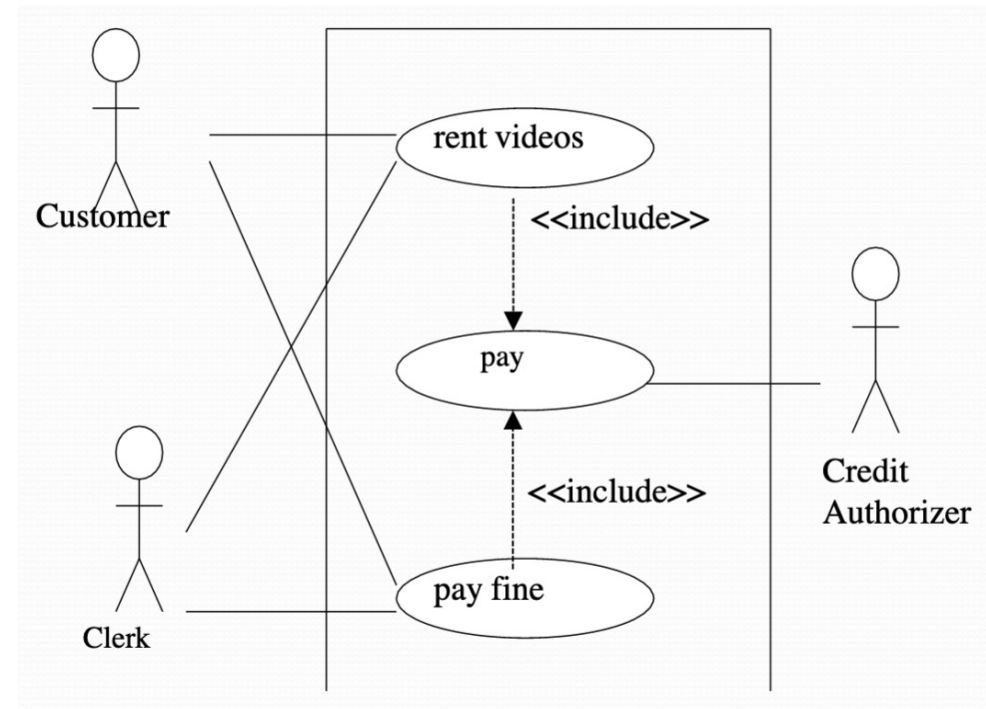 rent videos
<<include>>
Customer
pay
Credit
Authorizer
<<include>>
pay fine
Clerk